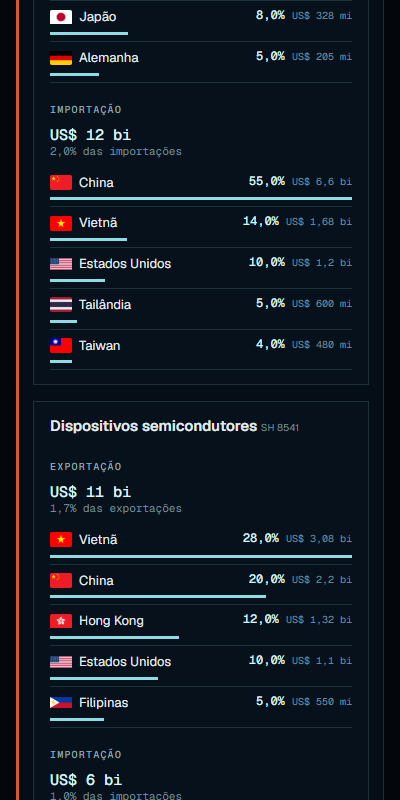 Japão 8,0% US$ 328 mi
Alemanha 5,0% US$ 205 mi
IMPORTAÇÃO
US$ 12 bi
2,0% das importações
China 55,0% US$ 6,6 bi
Vietnã 14,0% US$ 1,68 bi
Estados Unidos 10,0% US$ 1,2 bi
Tailândia 5,0% US$ 600 mi
Taiwan 4,0% US$ 480 mi
Dispositivos semicondutores SH 8541
EXPORTAÇÃO
US$ 11 bi
1,7% das exportações
Vietnã 28,0% US$ 3,08 bi
China 20,0% US$ 2,2 bi
Hong Kong 12,0% US$ 1,32 bi
Estados Unidos 10,0% US$ 1,1 bi
Filipinas 5,0% US$ 550 mi
IMPORTAÇÃO
US$ 6 bi
1,0% das importações